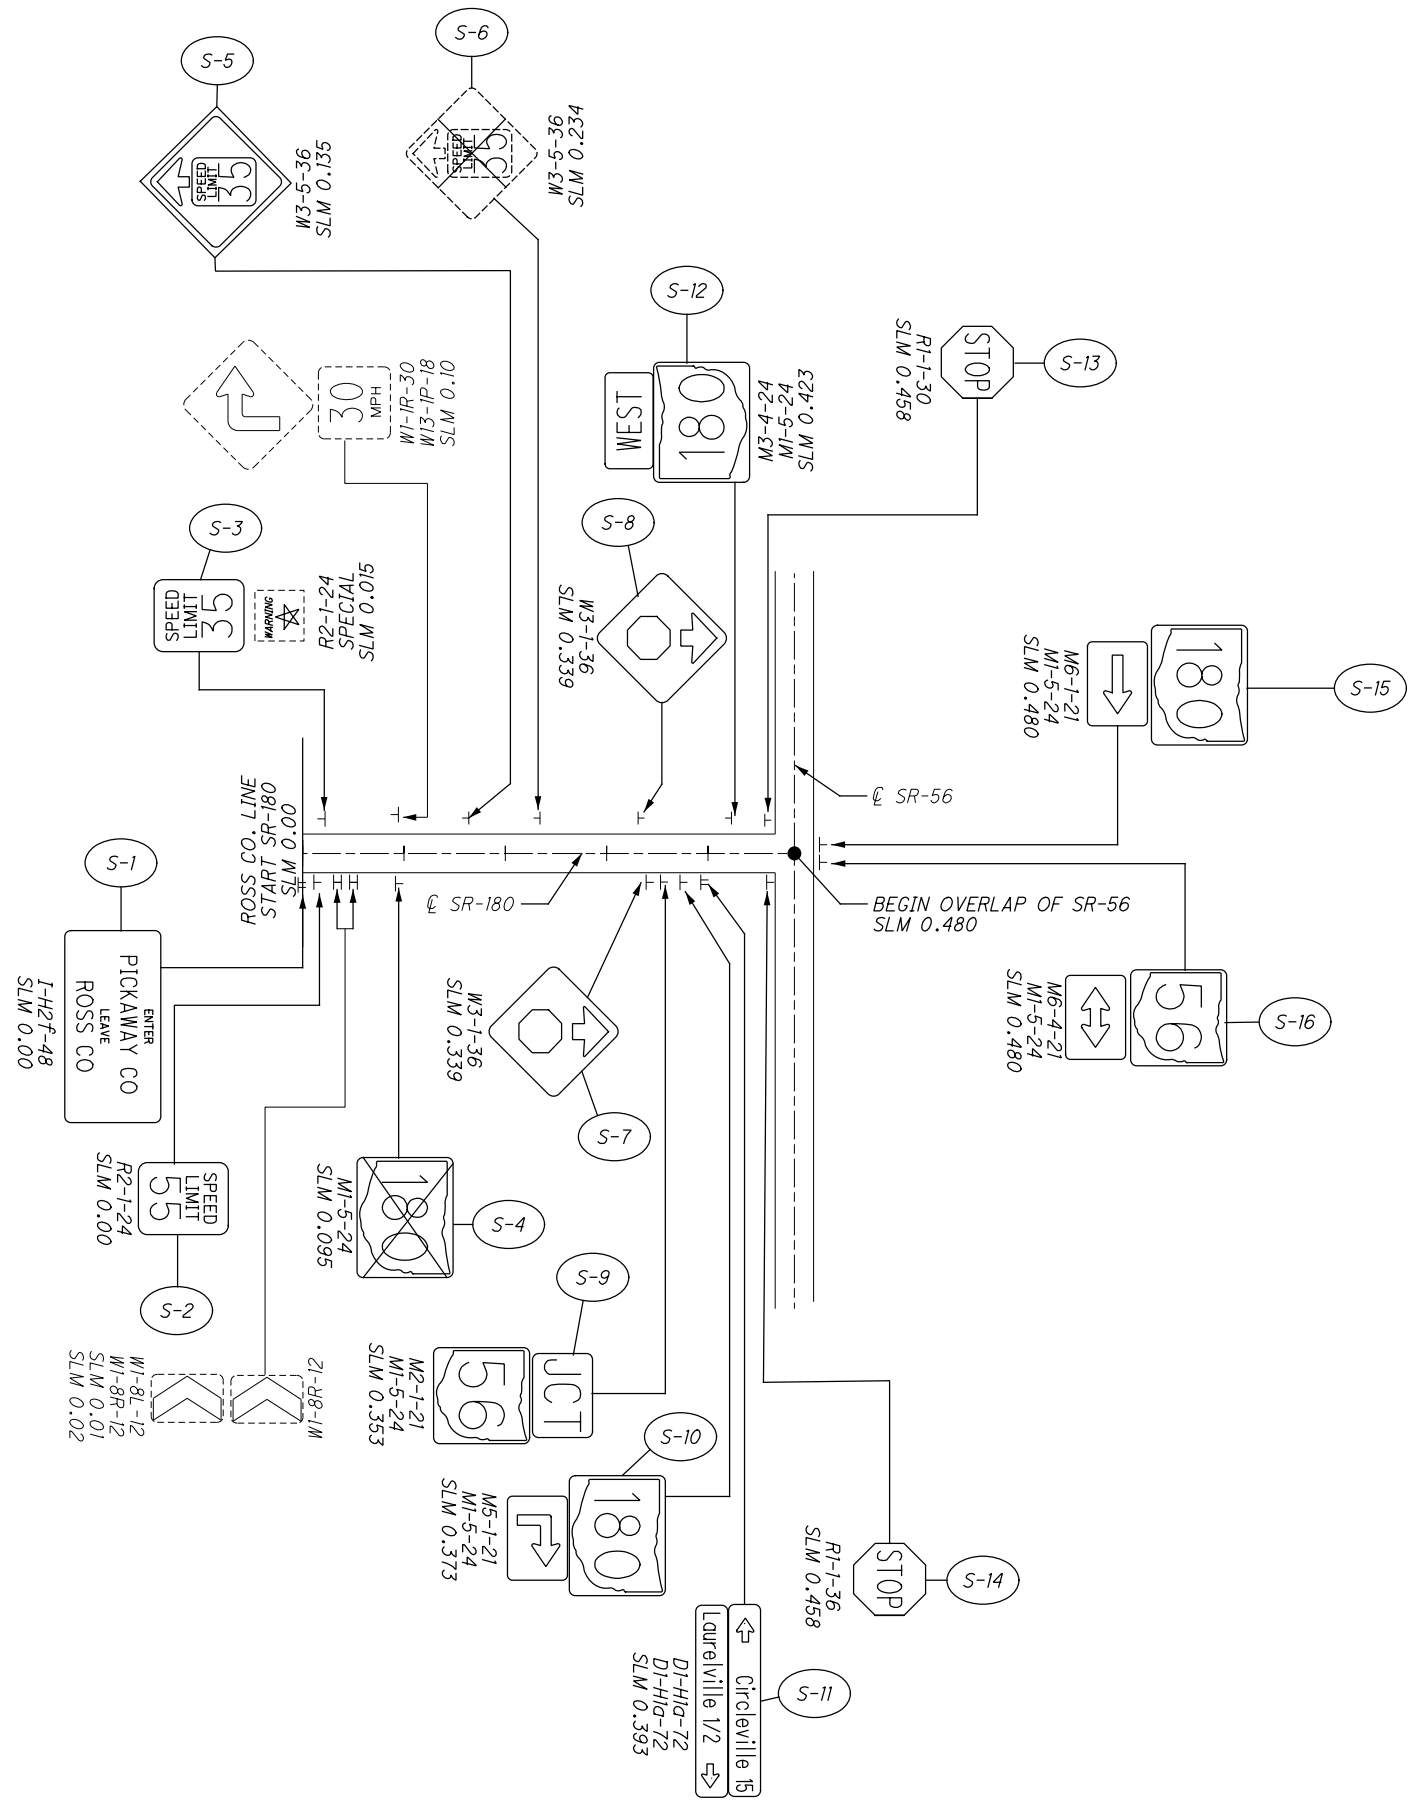 S-5
SPEED
LIMIT
35
W3-5-36
SLM 0.135
S-6
SPEED
LIMIT
35
W3-5-36
SLM 0.234
30
MPH
W1-1R-30
W13-1P-18
SLM 0.10
S-3
SPEED
LIMIT
35
WARNING
R2-1-24
SPECIAL
SLM 0.015
S-12
WEST
180
M3-4-24
M1-5-24
SLM 0.423
S-8
W3-1-36
SLM 0.339
S-13
STOP
R1-1-30
SLM 0.458
S-15
180
M6-1-21
M1-5-24
SLM 0.480
℄ SR-56
BEGIN OVERLAP OF SR-56
SLM 0.480
℄ SR-180
ROSS CO. LINE
START SR-180
SLM 0.00
S-16
56
M6-4-21
M1-5-24
SLM 0.480
S-1
ENTER
PICKAWAY CO
LEAVE
ROSS CO
I-H2f-48
SLM 0.00
SPEED
LIMIT
55
R2-1-24
SLM 0.00
S-2
W1-8R-12
W1-8L-12
W1-8R-12
SLM 0.01
SLM 0.02
180
M1-5-24
SLM 0.095
S-4
W3-1-36
SLM 0.339
S-7
S-9
JCT
56
M2-1-21
M1-5-24
SLM 0.353
S-10
180
M5-1-21
M1-5-24
SLM 0.373
S-11
Circleville 15
Laurelville 1/2
D1-H1a-72
D1-H1a-72
SLM 0.393
S-14
STOP
R1-1-36
SLM 0.458